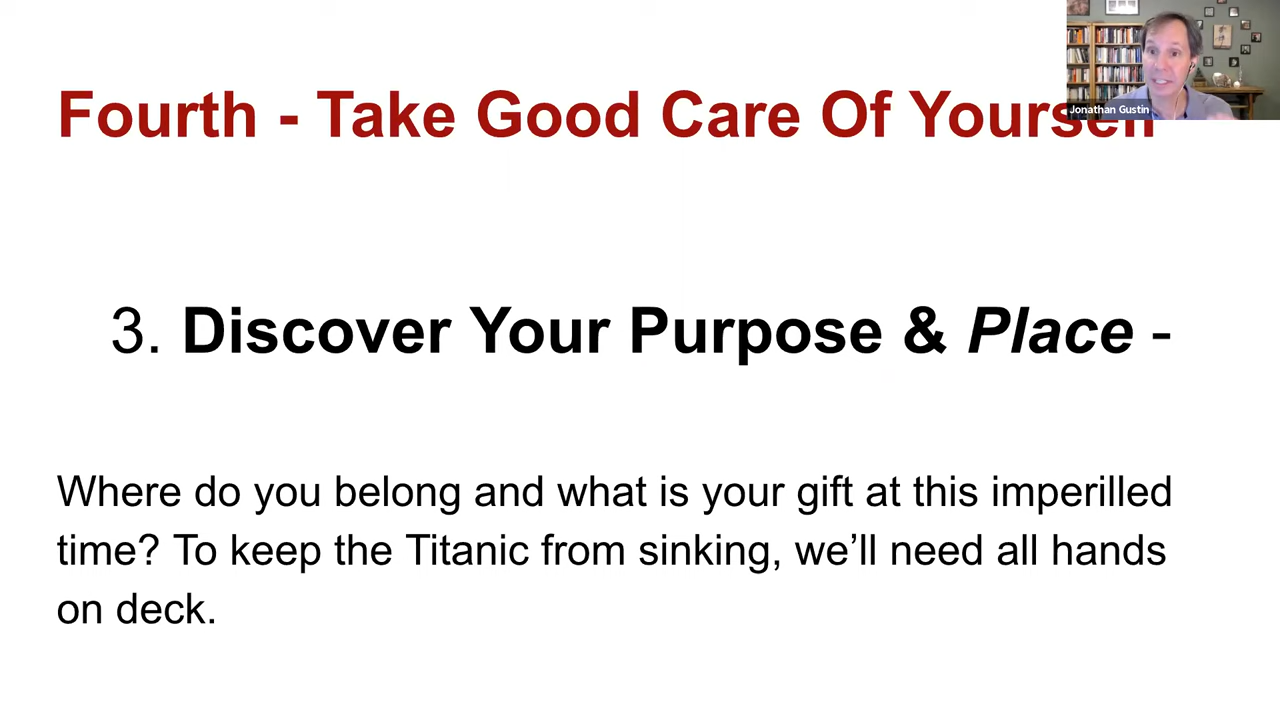 Fourth - Take Good Care Of Yourself
Jonathan Gustin
3. Discover Your Purpose & Place -
Where do you belong and what is your gift at this imperilled
time? To keep the Titanic from sinking, we’ll need all hands
on deck.